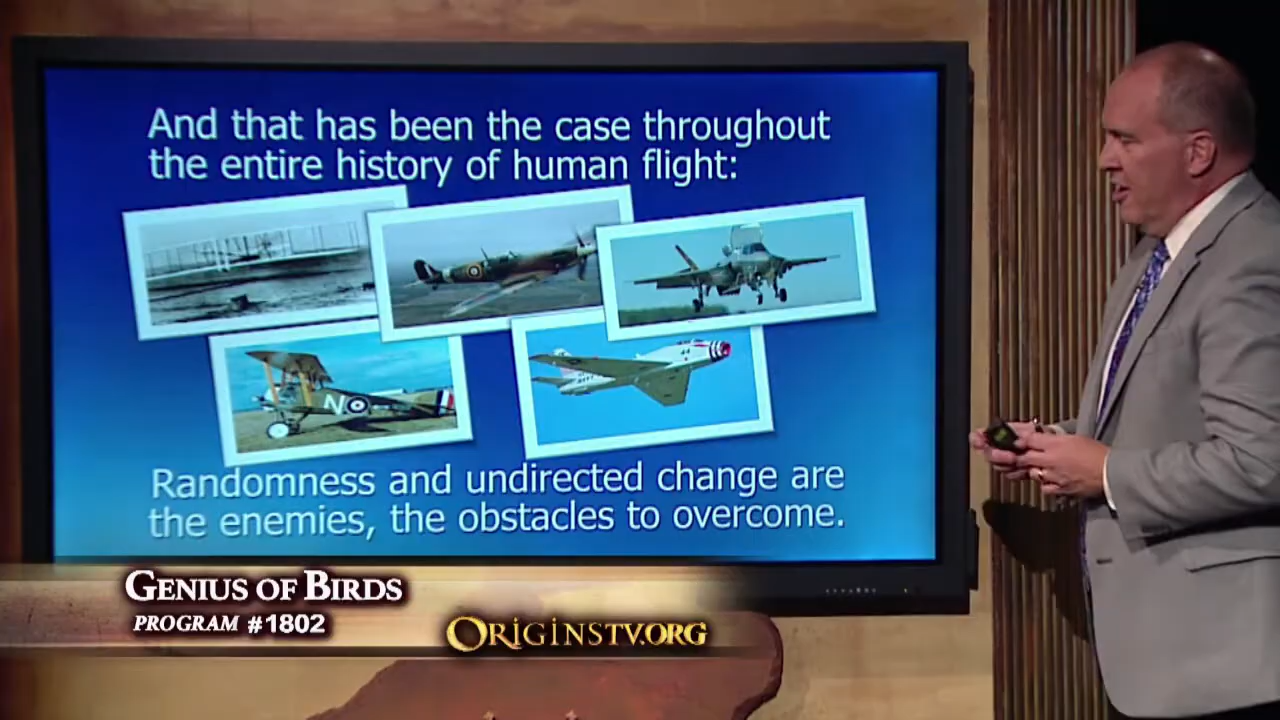 And that has been the case throughout
the entire history of human flight:
N
Randomness and undirected change are
the enemies, the obstacles to overcome.
GENIUS OF BIRDS
PROGRAM #1802
ORIGINSTV.ORG